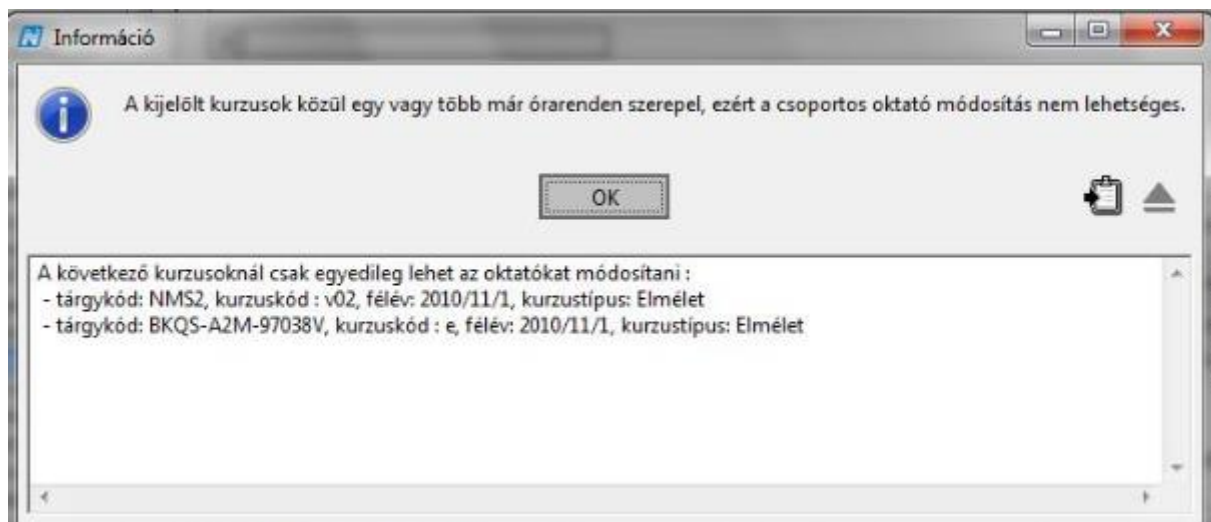 Információ
A kijelölt kurzusok közül egy vagy több már órarenden szerepel, ezért a csoportos oktató módosítás nem lehetséges.
OK
A következő kurzusoknál csak egyedileg lehet az oktatókat módosítani :
- tárgykód: NMS2, kurzuskód : v02, félév: 2010/11/1, kurzustípus: Elmélet
- tárgykód: BKQS-A2M-97038V, kurzuskód : e, félév: 2010/11/1, kurzustípus: Elmélet